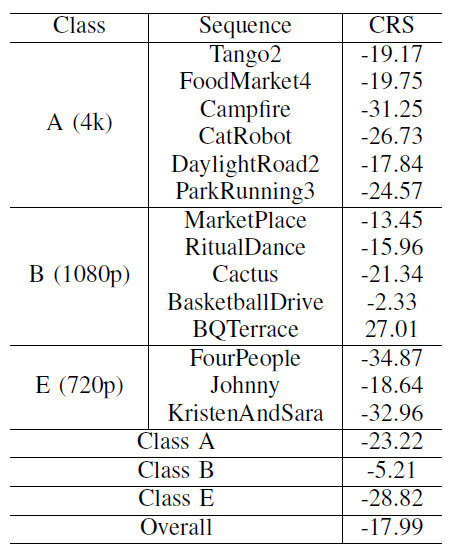 Class Sequence CRS
Tango2 -19.17
FoodMarket4 -19.75
Campfire -31.25
A (4k) CatRobot -26.73
DaylightRoad2 -17.84
ParkRunning3 -24.57
MarketPlace -13.45
RitualDance -15.96
B (1080p) Cactus -21.34
BasketballDrive -2.33
BQTerrace 27.01
FourPeople -34.87
E (720p) Johnny -18.64
KristenAndSara -32.96
Class A -23.22
Class B -5.21
Class E -28.82
Overall -17.99